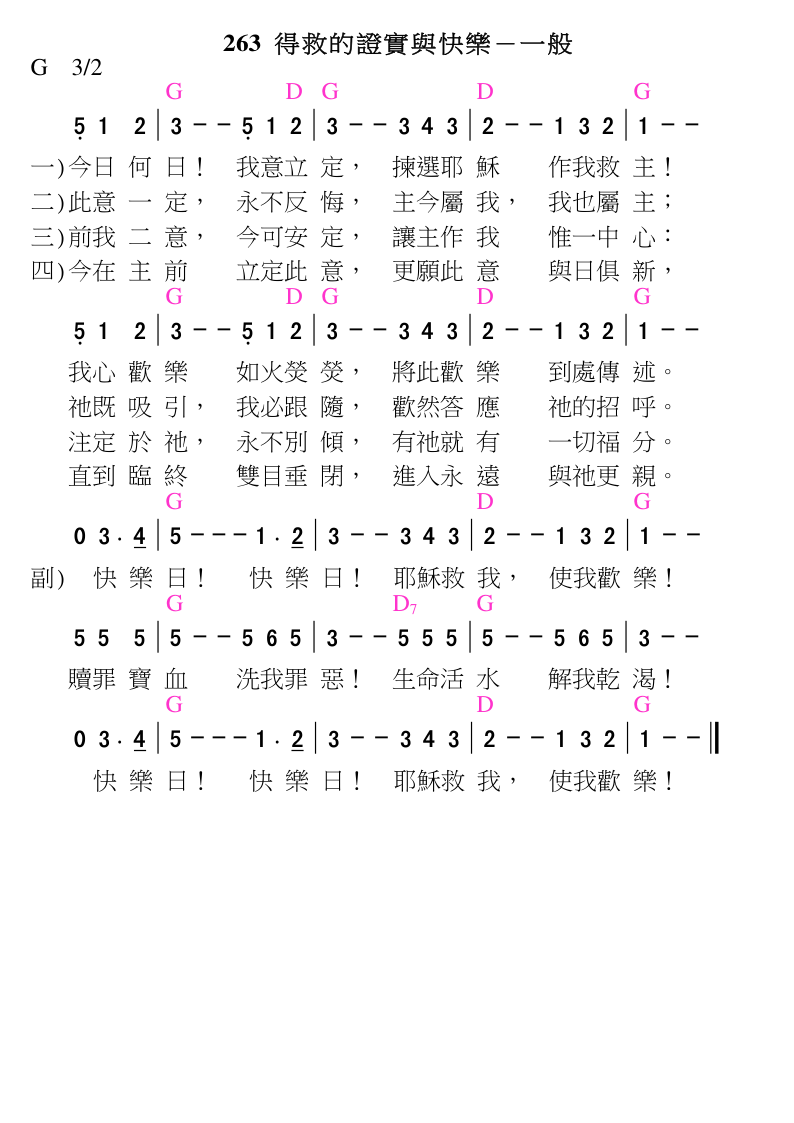 263 得救的證實與快樂－一般
G 3/2
G D G D G
5̣ 1 2 | 3 - - 5̣ 1 2 | 3 - - 3 4 3 | 2 - - 1 3 2 | 1 - -
一)今日 何 日！ 我意立 定， 揀選耶 穌 作我救 主！
二)此意 一 定， 永不反 悔， 主今屬 我， 我也屬 主；
三)前我 二 意， 今可安 定， 讓主作 我 惟一中 心：
四)今在 主 前 立定此 意， 更願此 意 與日俱 新，
G D G D G
5̣ 1 2 | 3 - - 5̣ 1 2 | 3 - - 3 4 3 | 2 - - 1 3 2 | 1 - -
我心 歡 樂 如火熒 熒， 將此歡 樂 到處傳 述。
祂既 吸 引， 我必跟 隨， 歡然答 應 祂的招 呼。
注定 於 祂， 永不別 傾， 有祂就 有 一切福 分。
直到 臨 終 雙目垂 閉， 進入永 遠 與祂更 親。
G D G
0 3 . 4̲ | 5 - - - 1 . 2̲ | 3 - - 3 4 3 | 2 - - 1 3 2 | 1 - -
副) 快 樂 日！ 快 樂 日！ 耶穌救 我， 使我歡 樂！
G D₇ G
5 5 5 | 5 - - 5 6 5 | 3 - - 5 5 5 | 5 - - 5 6 5 | 3 - -
贖罪 寶 血 洗我罪 惡！ 生命活 水 解我乾 渴！
G D G
0 3 . 4̲ | 5 - - - 1 . 2̲ | 3 - - 3 4 3 | 2 - - 1 3 2 | 1 - - ‖
快 樂 日！ 快 樂 日！ 耶穌救 我， 使我歡 樂！